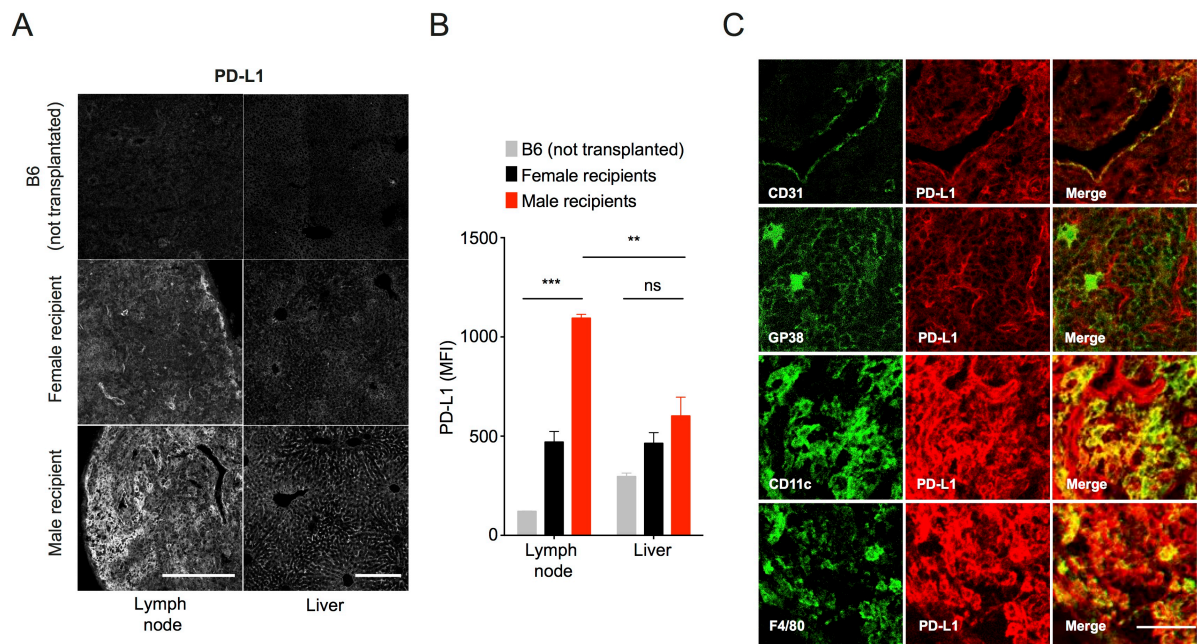 A
PD-L1
B6
(not transplantated)
Female recipient
Male recipient
Lymph
node
Liver
B
B6 (not transplanted)
Female recipients
Male recipients
PD-L1 (MFI)
1500
1000
500
0
***
**
ns
Lymph
node
Liver
C
CD31
PD-L1
Merge
GP38
PD-L1
Merge
CD11c
PD-L1
Merge
F4/80
PD-L1
Merge